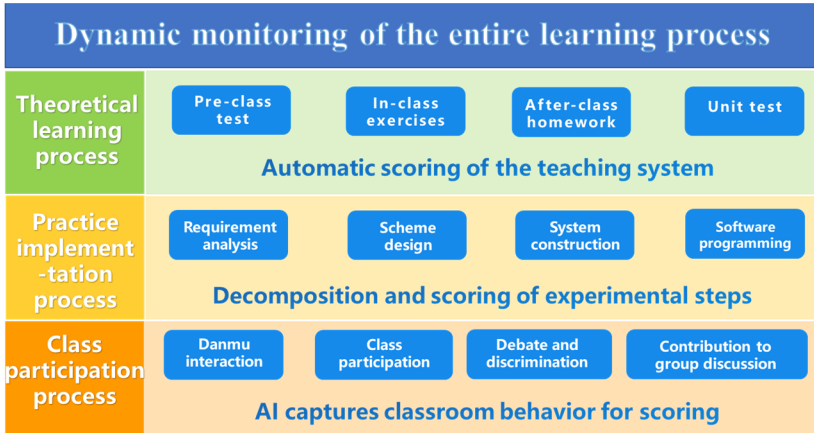 Dynamic monitoring of the entire learning process
Theoretical
learning
process
Pre-class
test
In-class
exercises
After-class
homework
Unit test
Automatic scoring of the teaching system
Practice
implement
-tation
process
Requirement
analysis
Scheme
design
System
construction
Software
programming
Decomposition and scoring of experimental steps
Class
participation
process
Danmu
interaction
Class
participation
Debate and
discrimination
Contribution to
group discussion
AI captures classroom behavior for scoring